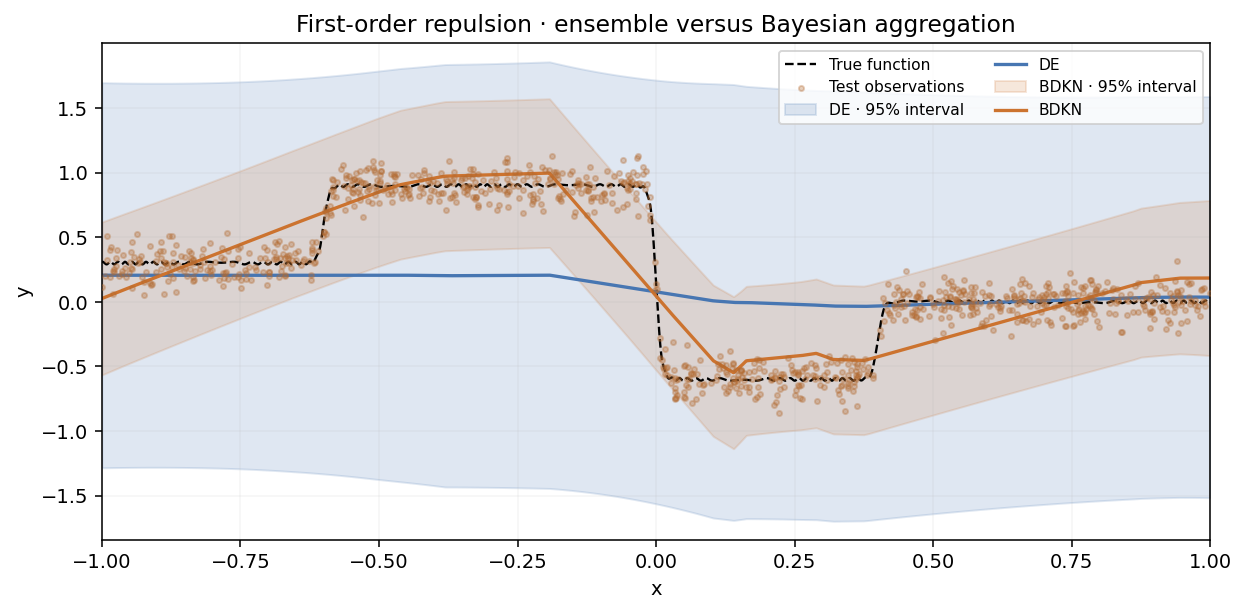 First-order repulsion · ensemble versus Bayesian aggregation
True function
Test observations
DE · 95% interval
DE
BDKN · 95% interval
BDKN
y
1.5
1.0
0.5
0.0
−0.5
−1.0
−1.5
−1.00 −0.75 −0.50 −0.25 0.00 0.25 0.50 0.75 1.00
x